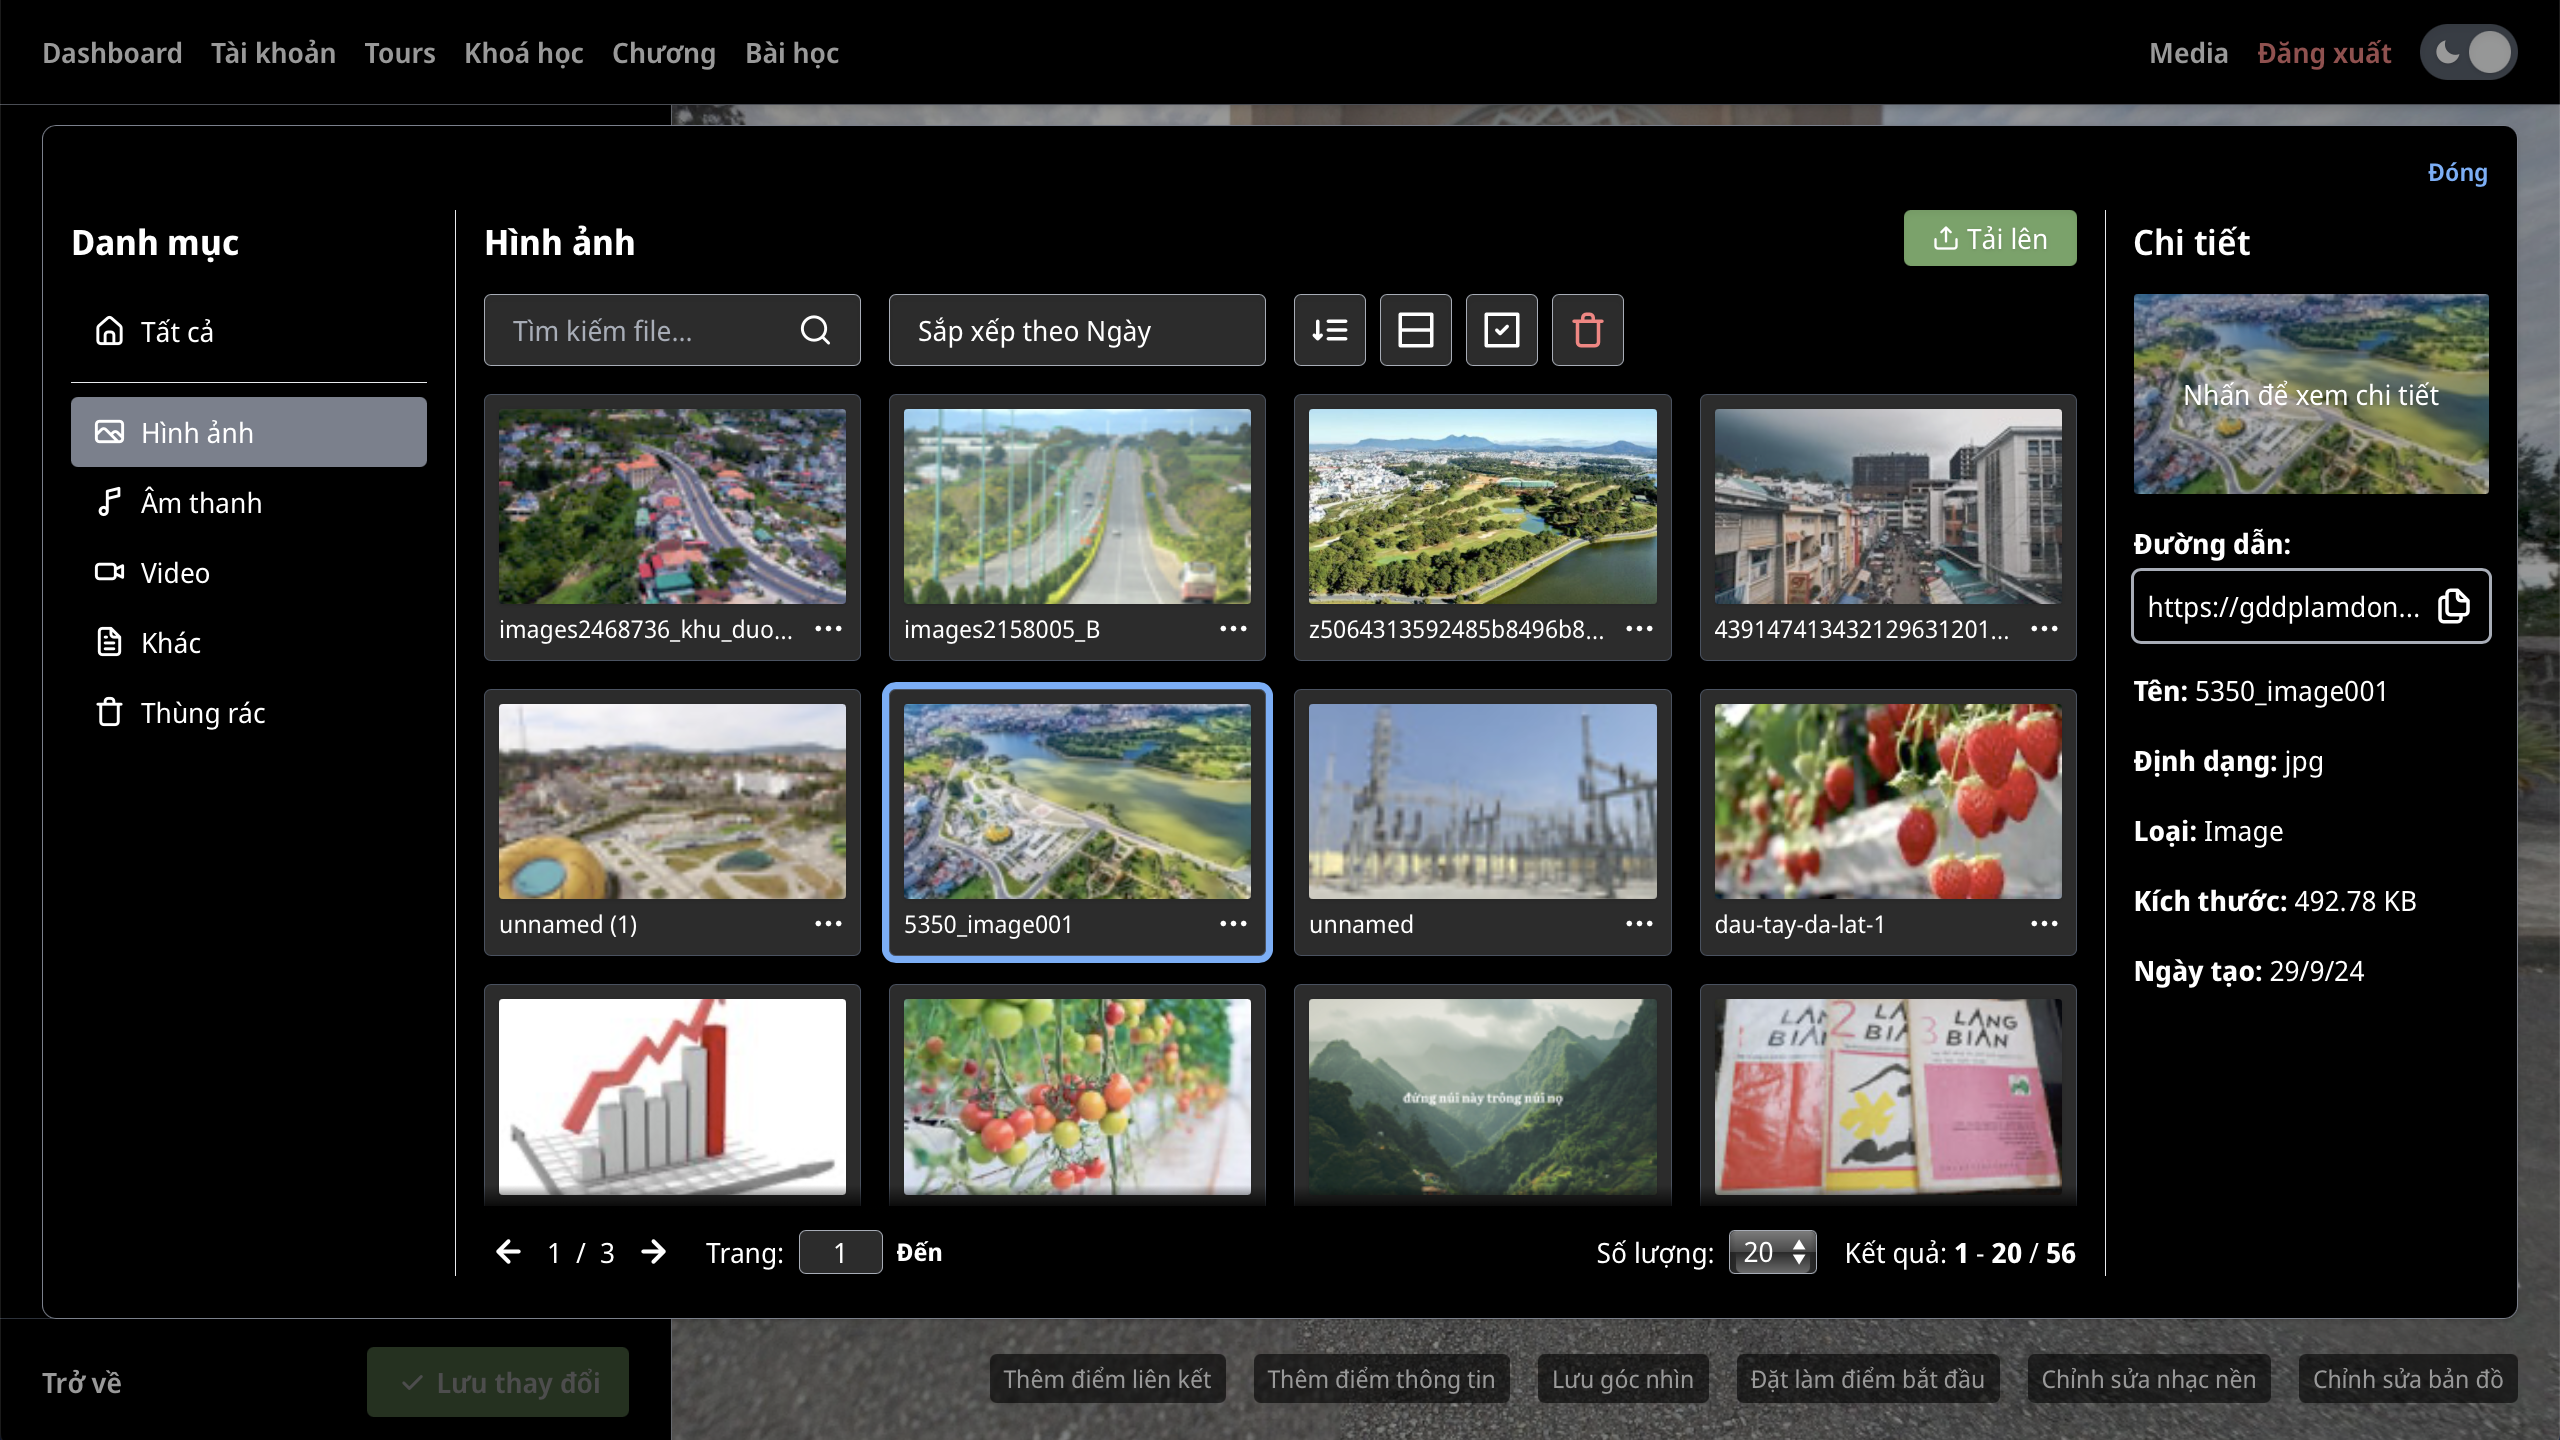 Dashboard Tài khoản Tours Khoá học Chương Bài học Media Đăng xuất
Đóng
Danh mục
Tất cả
Hình ảnh
Âm thanh
Video
Khác
Thùng rác
Hình ảnh
Tải lên
Tìm kiếm file...
Sắp xếp theo Ngày
images2468736_khu_duo...
images2158005_B
z5064313592485b8496b8...
439147413432129631201...
unnamed (1)
5350_image001
unnamed
dau-tay-da-lat-1
đứng núi này trông núi nọ
LAN
BIA
2 LA
BIA
3 LANG
BIAN
1 / 3 Trang: 1 Đến
Số lượng: 20 Kết quả: 1 - 20 / 56
Chi tiết
Nhấn để xem chi tiết
Đường dẫn:
https://gddplamdon...
Tên: 5350_image001
Định dạng: jpg
Loại: Image
Kích thước: 492.78 KB
Ngày tạo: 29/9/24
Trở về
Lưu thay đổi
Thêm điểm liên kết
Thêm điểm thông tin
Lưu góc nhìn
Đặt làm điểm bắt đầu
Chỉnh sửa nhạc nền
Chỉnh sửa bản đồ